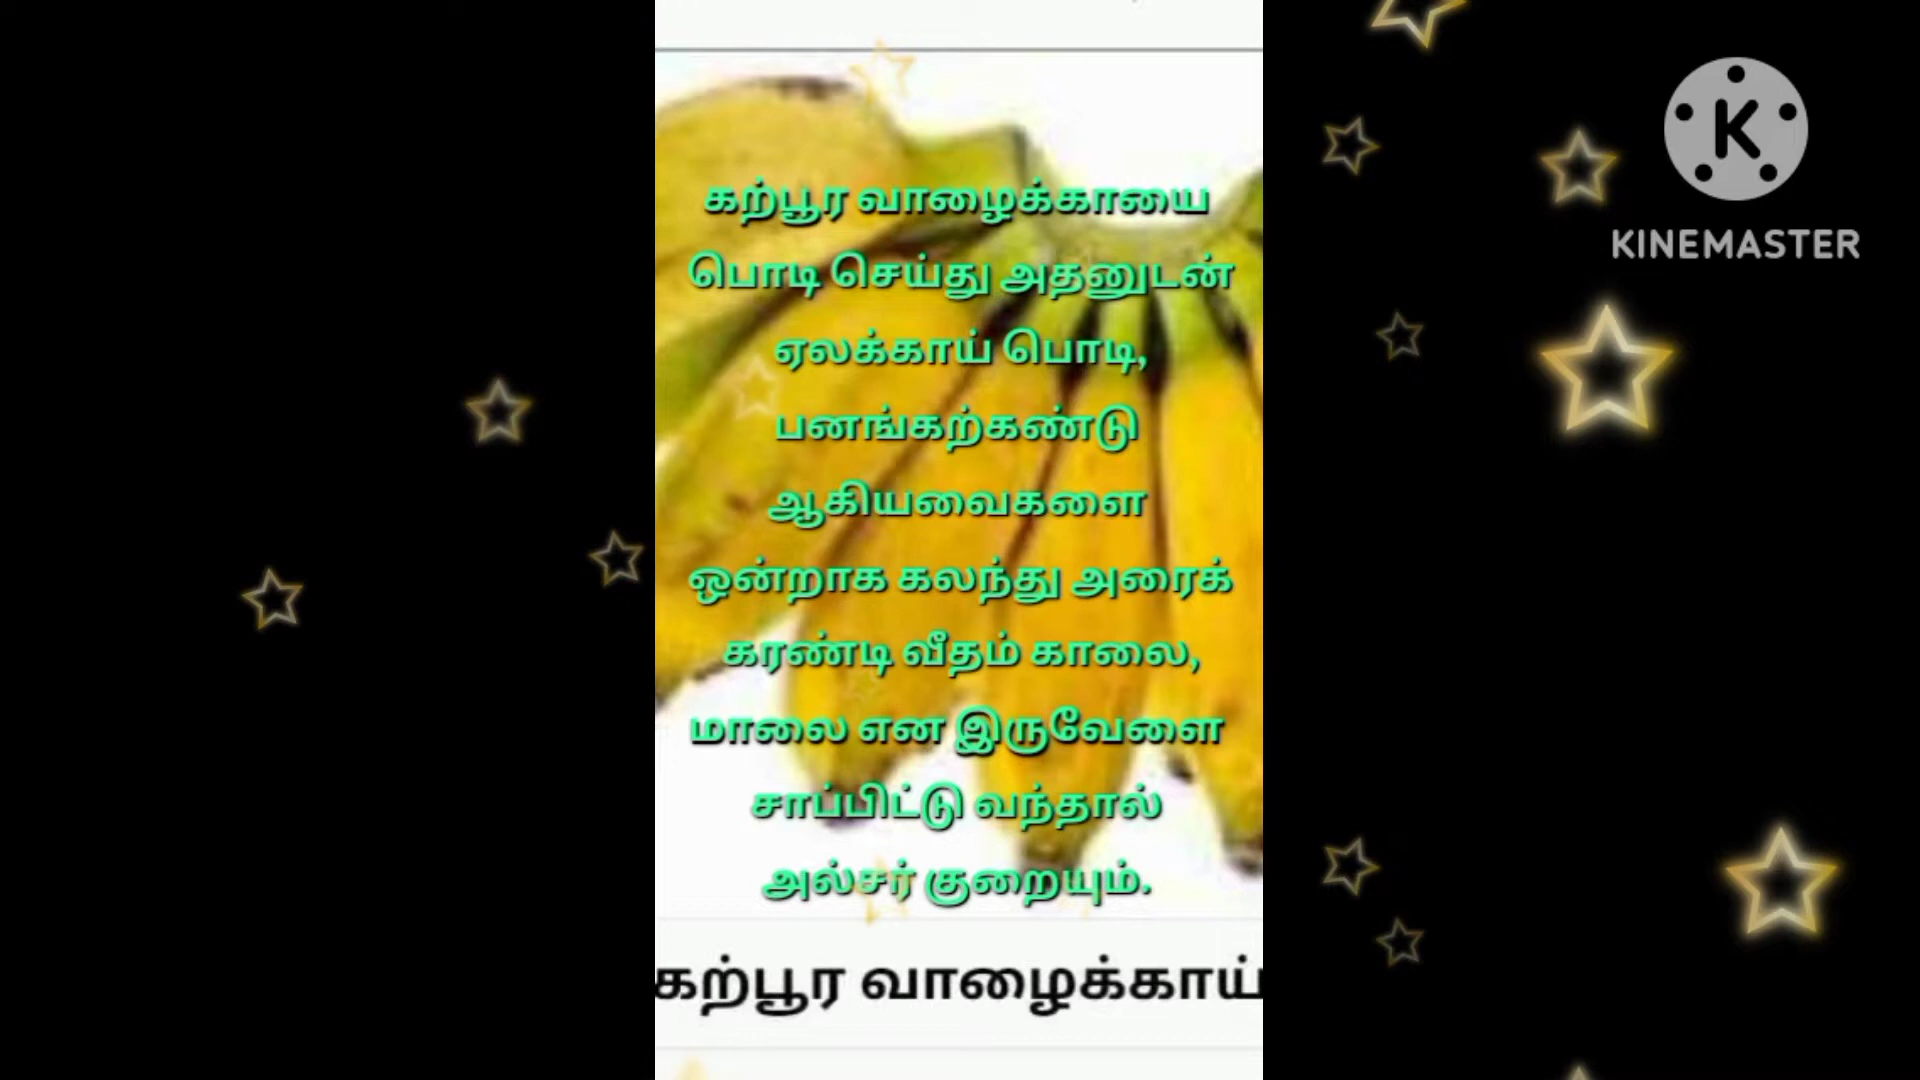 கற்பூர வாழைக்காயை
பொடி செய்து அதனுடன்
ஏலக்காய் பொடி,
பனங்கற்கண்டு
ஆகியவைகளை
ஒன்றாக கலந்து அரைக்
கரண்டி வீதம் காலை,
மாலை என இருவேளை
சாப்பிட்டு வந்தால்
அல்சர் குறையும்.
கற்பூர வாழைக்காய்
K
KINEMASTER